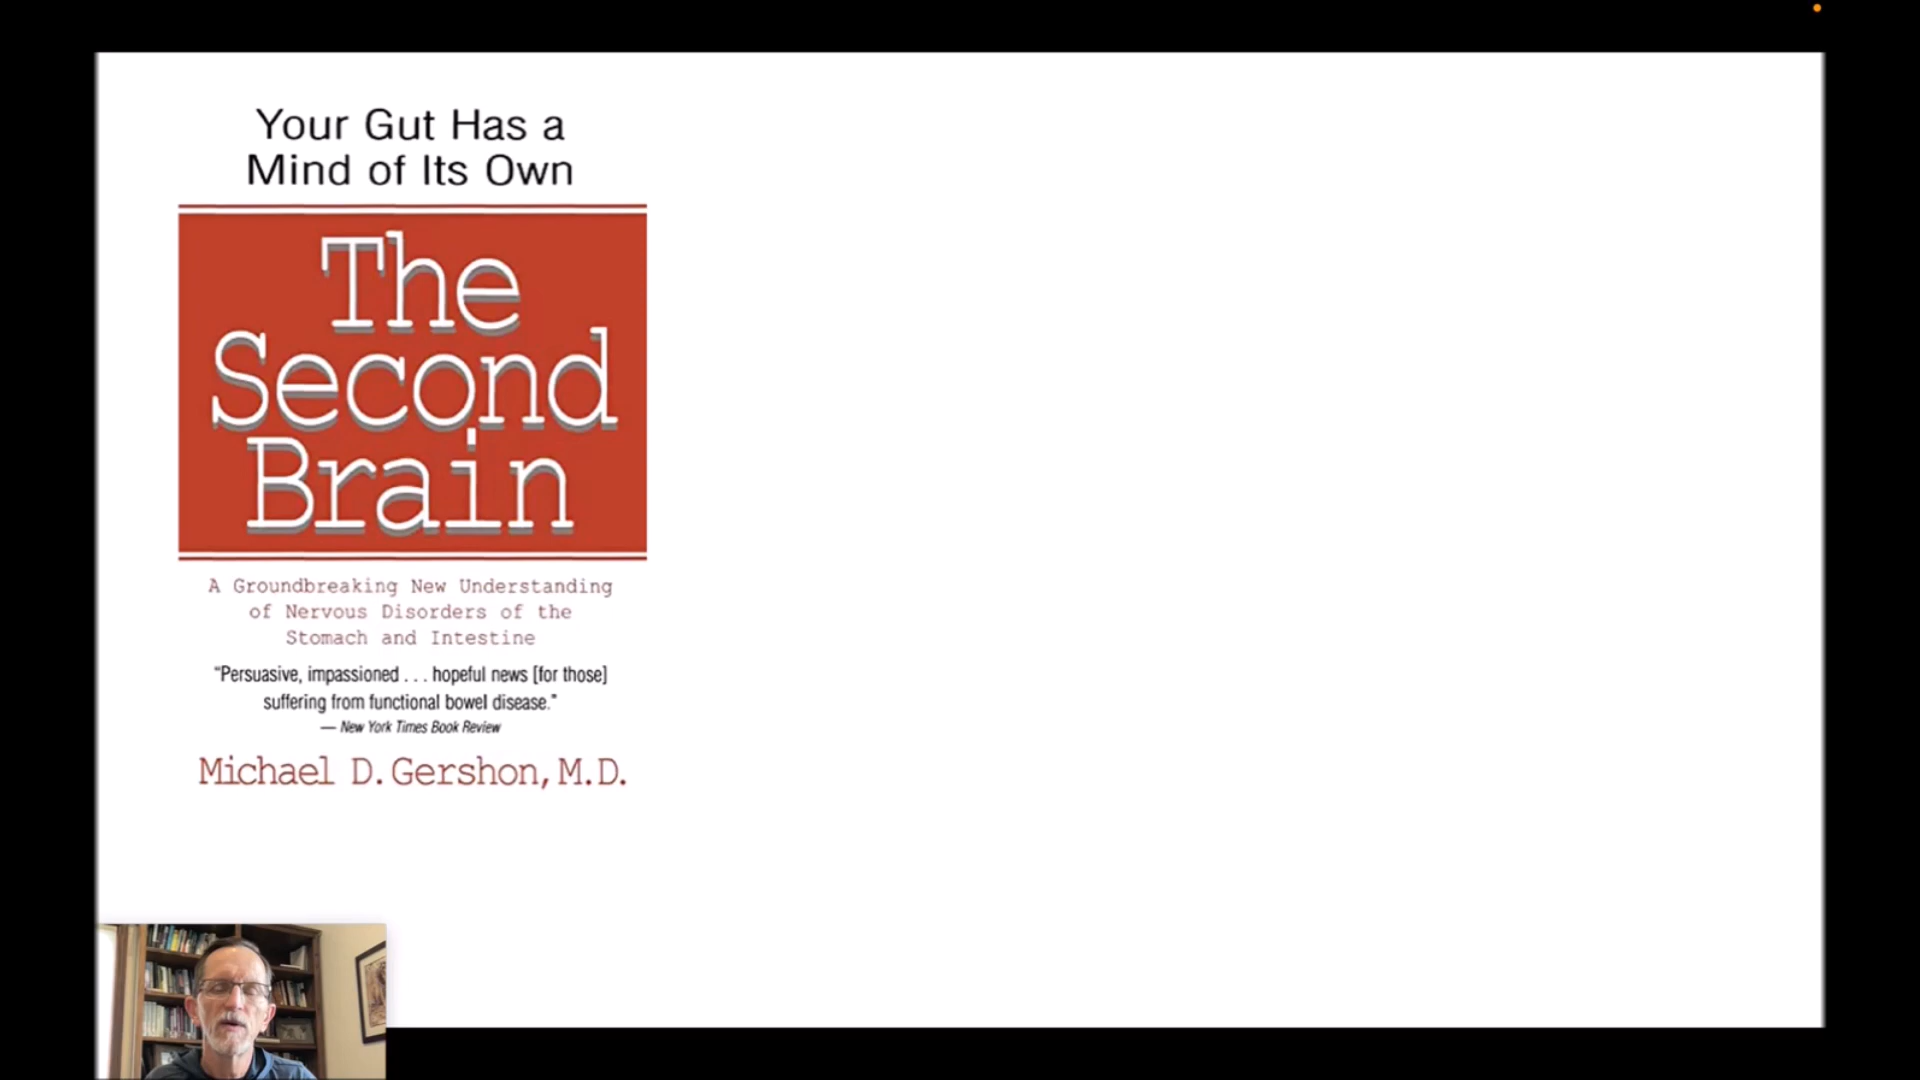 Your Gut Has a
Mind of Its Own
The
Second
Brain
A Groundbreaking New Understanding
of Nervous Disorders of the
Stomach and Intestine
“Persuasive, impassioned . . . hopeful news [for those]
suffering from functional bowel disease.”
— New York Times Book Review
Michael D. Gershon, M.D.